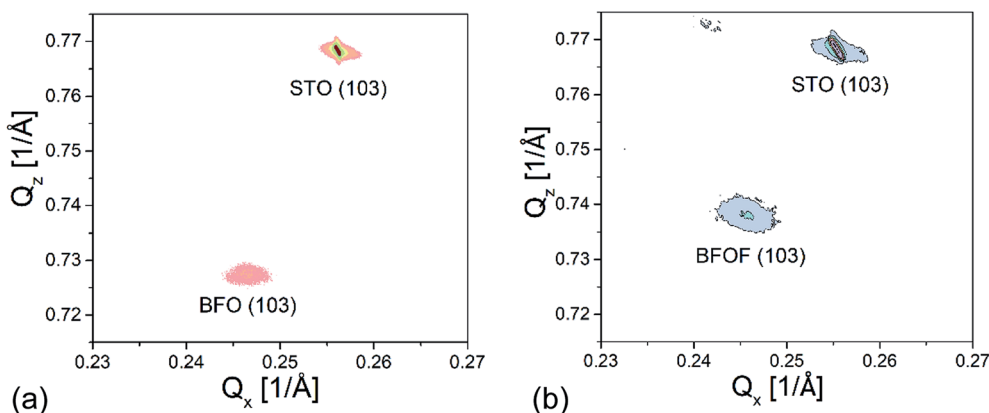 0.77
0.76
0.75
0.74
0.73
0.72
Qz [1/Å]
STO (103)
BFO (103)
0.23 0.24 0.25 0.26 0.27
(a) Qx [1/Å]
0.77
0.76
0.75
0.74
0.73
0.72
Qz [1/Å]
STO (103)
BFOF (103)
0.23 0.24 0.25 0.26 0.27
(b) Qx [1/Å]